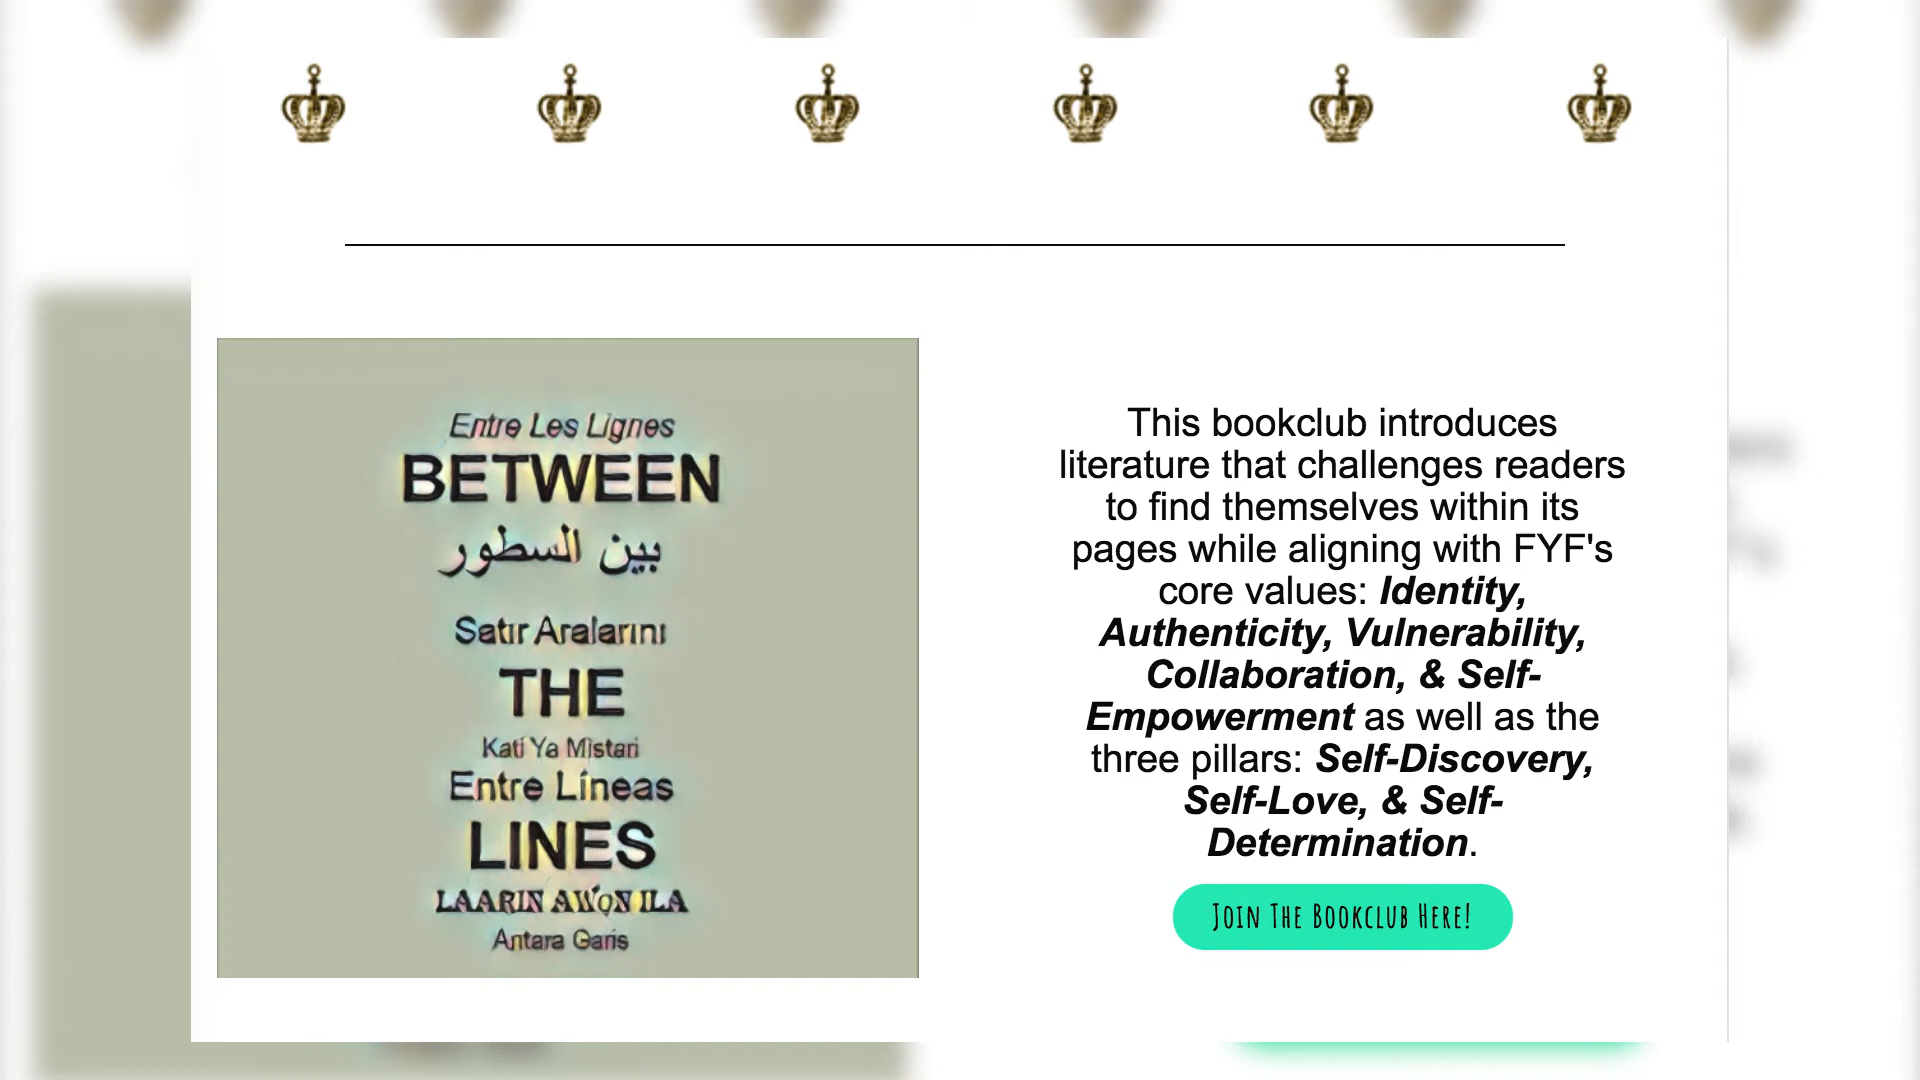 Entre Les Lignes
BETWEEN
بين السطور
Satır Aralarını
THE
Kati Ya Mistari
Entre Líneas
LINES
LAARIN AWỌN ILA
Antara Garis
This bookclub introduces
literature that challenges readers
to find themselves within its
pages while aligning with FYF's
core values: Identity,
Authenticity, Vulnerability,
Collaboration, & Self-
Empowerment as well as the
three pillars: Self-Discovery,
Self-Love, & Self-
Determination.
Join The Bookclub Here!